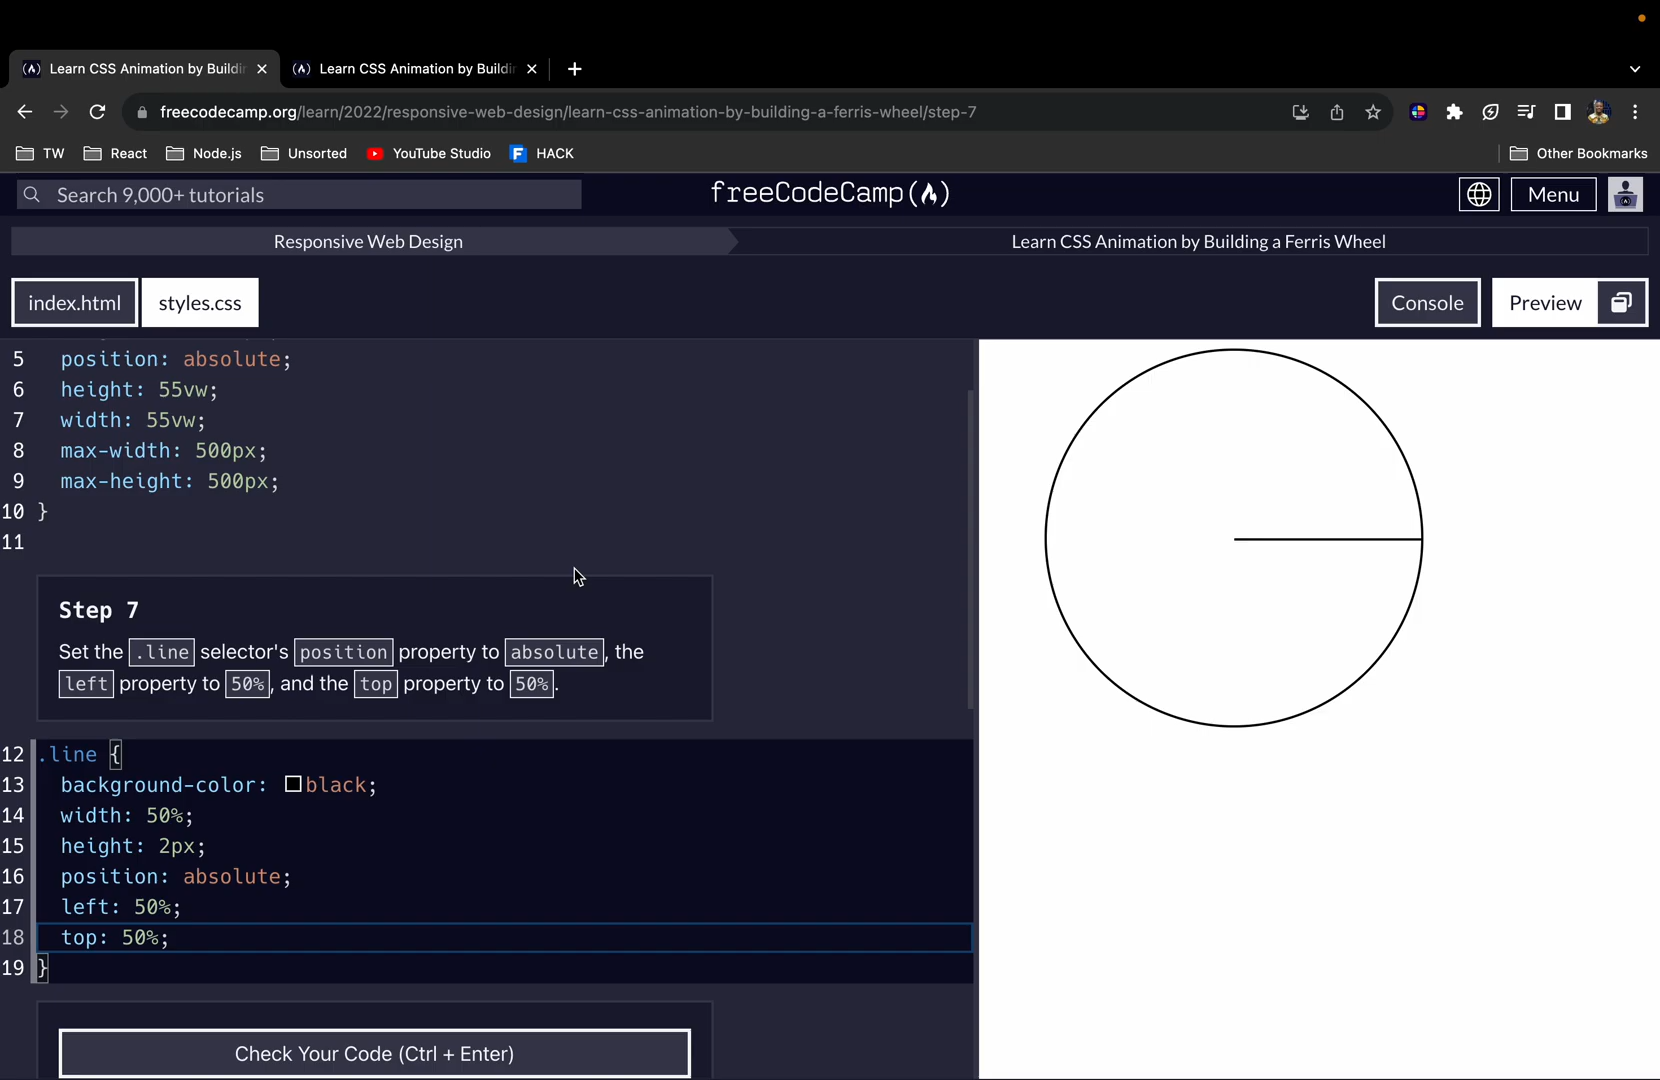 Learn CSS Animation by Buildi
Learn CSS Animation by Buildi
freecodecamp.org/learn/2022/responsive-web-design/learn-css-animation-by-building-a-ferris-wheel/step-7
TW React Node.js Unsorted YouTube Studio F HACK Other Bookmarks
Search 9,000+ tutorials freeCodeCamp Menu
Responsive Web Design Learn CSS Animation by Building a Ferris Wheel
index.html styles.css Console Preview
5 position: absolute;
6 height: 55vw;
7 width: 55vw;
8 max-width: 500px;
9 max-height: 500px;
10 }
11
Step 7
Set the .line selector's position property to absolute, the
left property to 50%, and the top property to 50%.
12 .line {
13 background-color: black;
14 width: 50%;
15 height: 2px;
16 position: absolute;
17 left: 50%;
18 top: 50%;
19 }
Check Your Code (Ctrl + Enter)